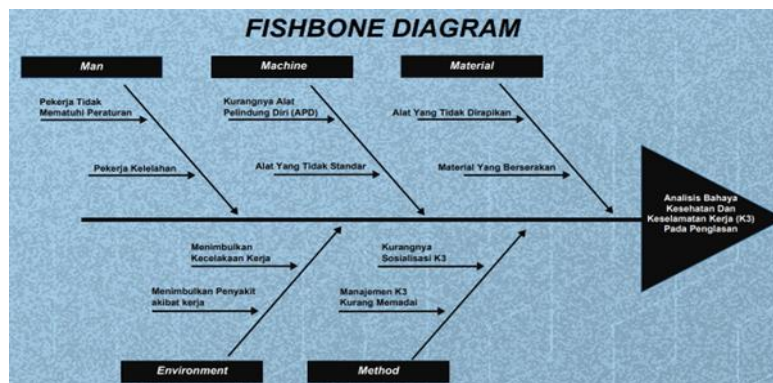 FISHBONE DIAGRAM
Man
Machine
Material
Pekerja Tidak
Mematuhi Peraturan
Kurangnya Alat
Pelindung Diri (APD)
Alat Yang Tidak Dirapikan
Pekerja Kelelahan
Alat Yang Tidak Standar
Material Yang Berserakan
Analisis Bahaya
Kesehatan Dan
Keselamatan Kerja (K3)
Pada Penglasan
Menimbulkan
Kecelakaan Kerja
Kurangnya
Sosialisasi K3
Menimbulkan Penyakit
akibat kerja
Manajemen K3
Kurang Memadai
Environment
Method